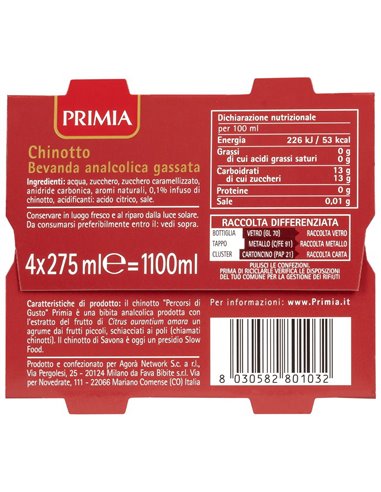 PRIMIA
Chinotto
Bevanda analcolica gassata
Ingredienti: acqua, zucchero, zucchero caramellizzato,
anidride carbonica, aromi naturali, 0,1% infuso di
chinotto, acidificanti: acido citrico, sale.
Conservare in luogo fresco e al riparo dalla luce solare.
Da consumarsi preferibilmente entro il: vedi sopra.
4x275 ml℮=1100ml
Dichiarazione nutrizionale
per 100 ml
Energia 226 kJ / 53 kcal
Grassi 0 g
di cui acidi grassi saturi 0 g
Carboidrati 13 g
di cui zuccheri 13 g
Proteine 0 g
Sale 0,01 g
RACCOLTA DIFFERENZIATA
BOTTIGLIA VETRO (GL 70) RACCOLTA VETRO
TAPPO METALLO (C/FE 91) RACCOLTA METALLO
CLUSTER CARTONCINO (PAP 21) RACCOLTA CARTA
PULISCI LE CONFEZIONI
PRIMA DI RICICLARLE VERIFICA LE DISPOSIZIONI
DEL TUO COMUNE PER LA GESTIONE DEI RIFIUTI
Caratteristiche di prodotto: il chinotto "Percorsi di
Gusto" Primia è una bibita analcolica prodotta con
l'estratto del frutto di Citrus aurantium amara un
agrume dai frutti piccoli, schiacciati ai poli (chiamati
chinotti). Il chinotto di Savona è oggi un presidio Slow
Food.
Prodotto e confezionato per Agorà Network S.c. a r.l.,
Via Pergolesi, 25 - 20124 Milano da Fava Bibite S.r.l.
per Novedrate, 111 - 22066 Mariano Comense (CO) Italia
Per informazioni: www.Primia.it
8 030582 801032